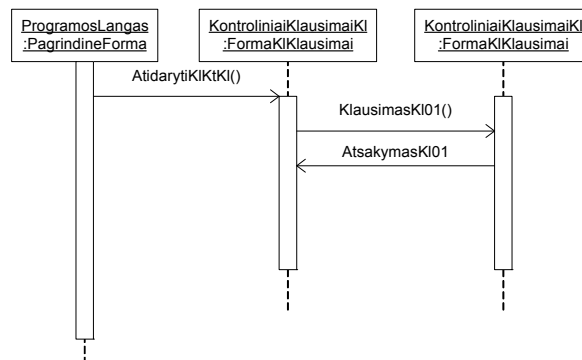 ProgramosLangas
:PagrindineForma
KontroliniaiKlausimaiKl
:FormaKlKlausimai
KontroliniaiKlausimaiKl
:FormaKlKlausimai
AtidarytiKlKtKl()
KlausimasKl01()
AtsakymasKl01